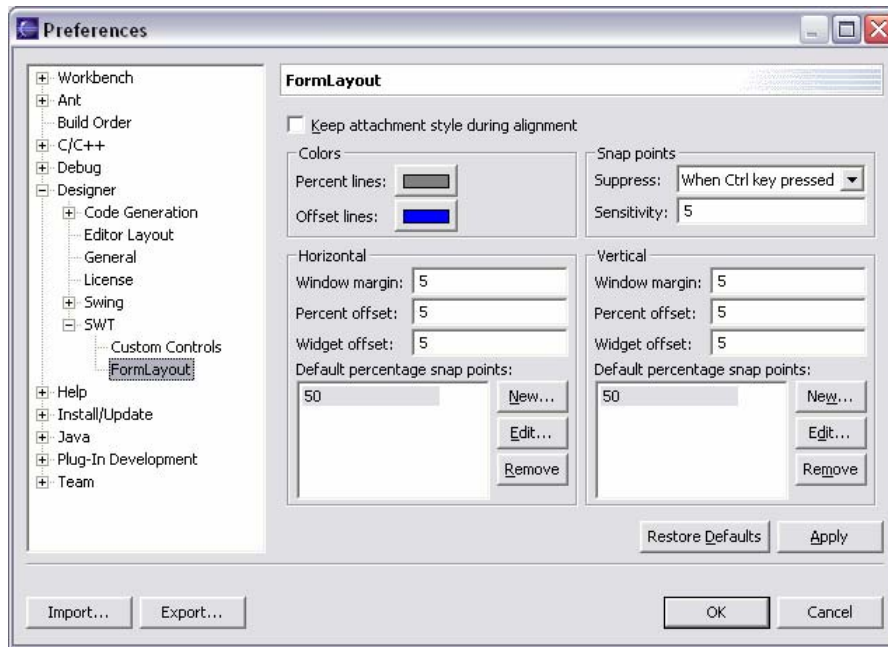 Preferences
Workbench
Ant
Build Order
C/C++
Debug
Designer
Code Generation
Editor Layout
General
License
Swing
SWT
Custom Controls
FormLayout
Help
Install/Update
Java
Plug-In Development
Team
FormLayout
Keep attachment style during alignment
Colors
Percent lines:
Offset lines:
Snap points
Suppress: When Ctrl key pressed
Sensitivity: 5
Horizontal
Window margin: 5
Percent offset: 5
Widget offset: 5
Default percentage snap points:
50
New...
Edit...
Remove
Vertical
Window margin: 5
Percent offset: 5
Widget offset: 5
Default percentage snap points:
50
New...
Edit...
Remove
Restore Defaults Apply
Import... Export... OK Cancel